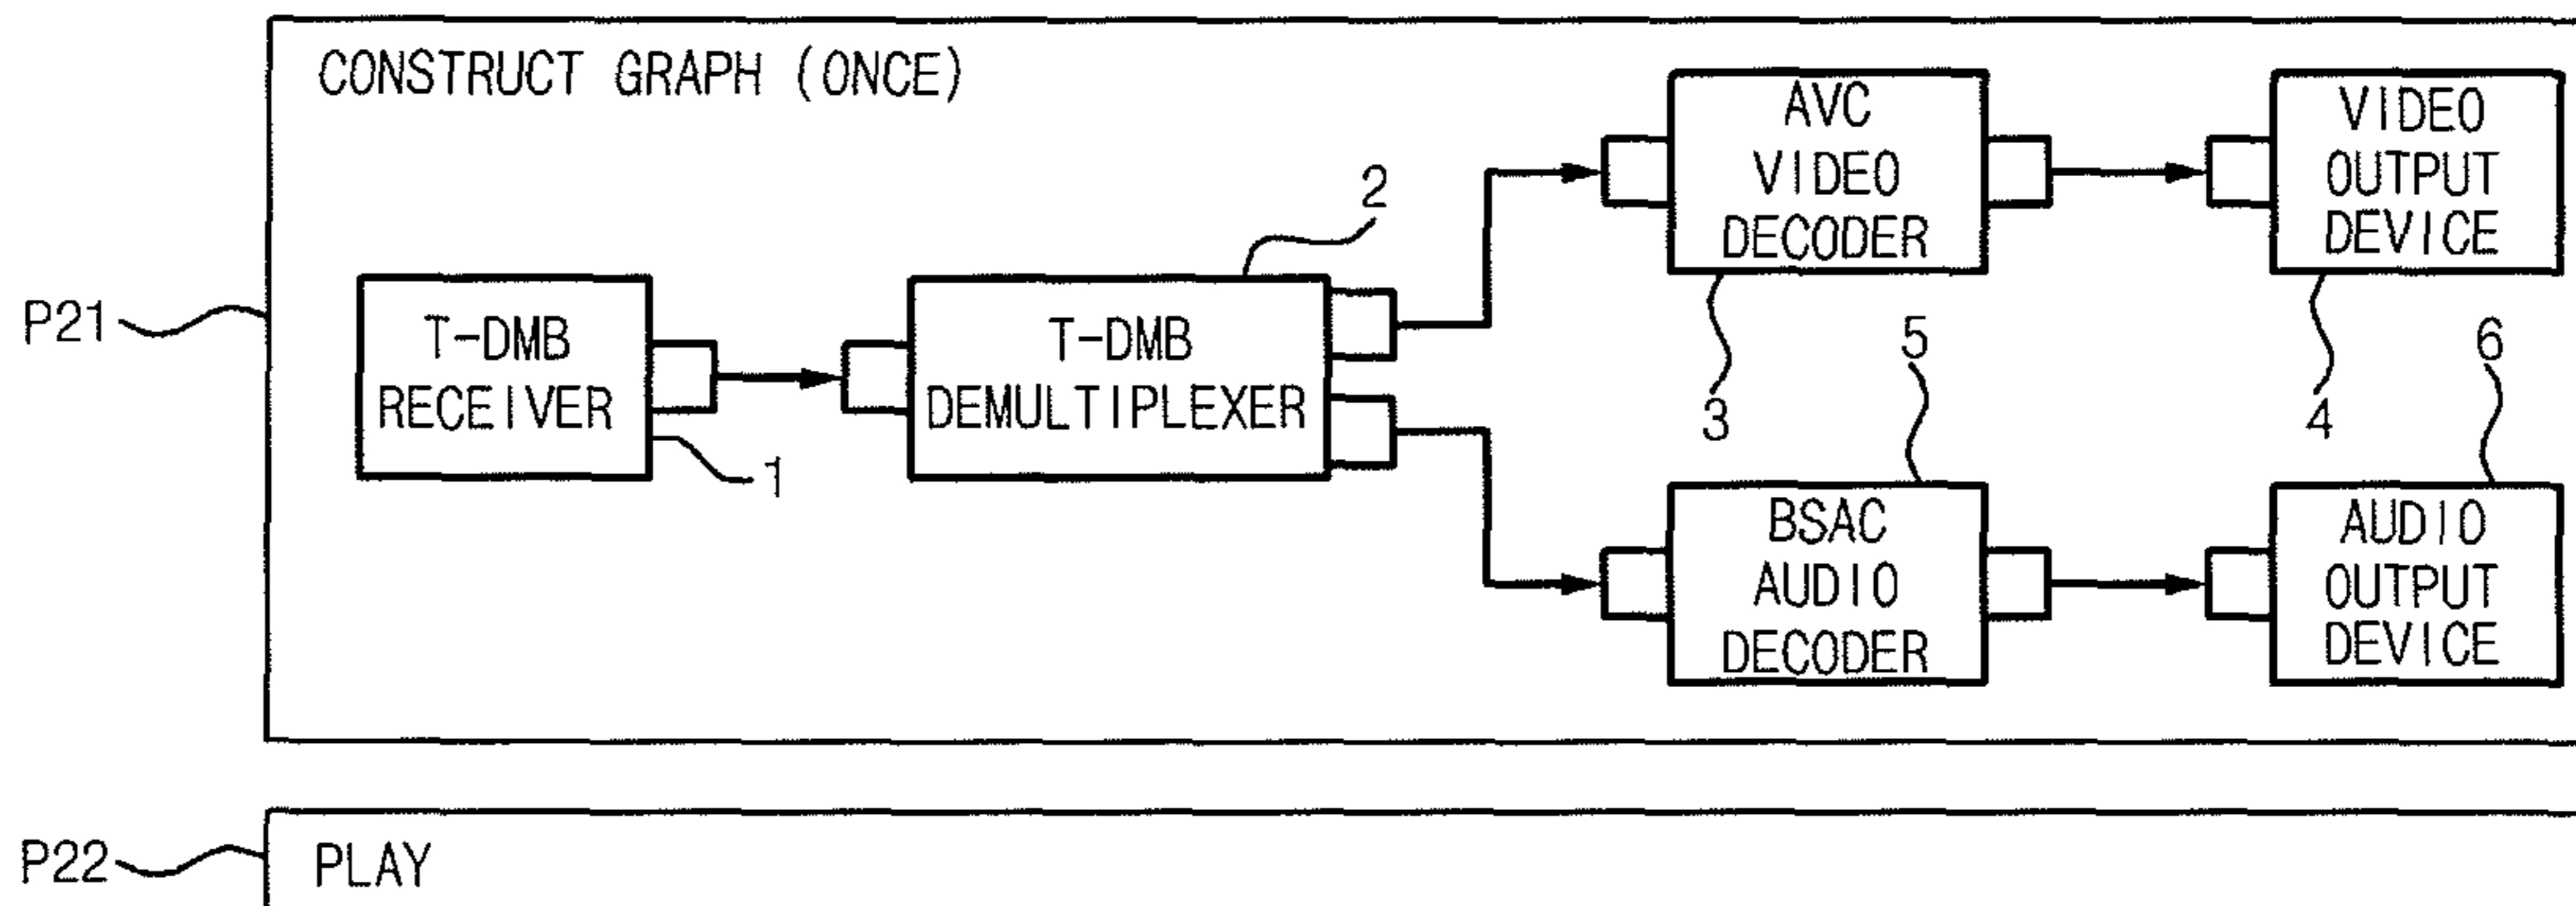 CONSTRUCT GRAPH (ONCE)
P21
T-DMB
RECEIVER
1
T-DMB
DEMULTIPLEXER
2
AVC
VIDEO
DECODER
3
VIDEO
OUTPUT
DEVICE
4
BSAC
AUDIO
DECODER
5
AUDIO
OUTPUT
DEVICE
6
P22
PLAY